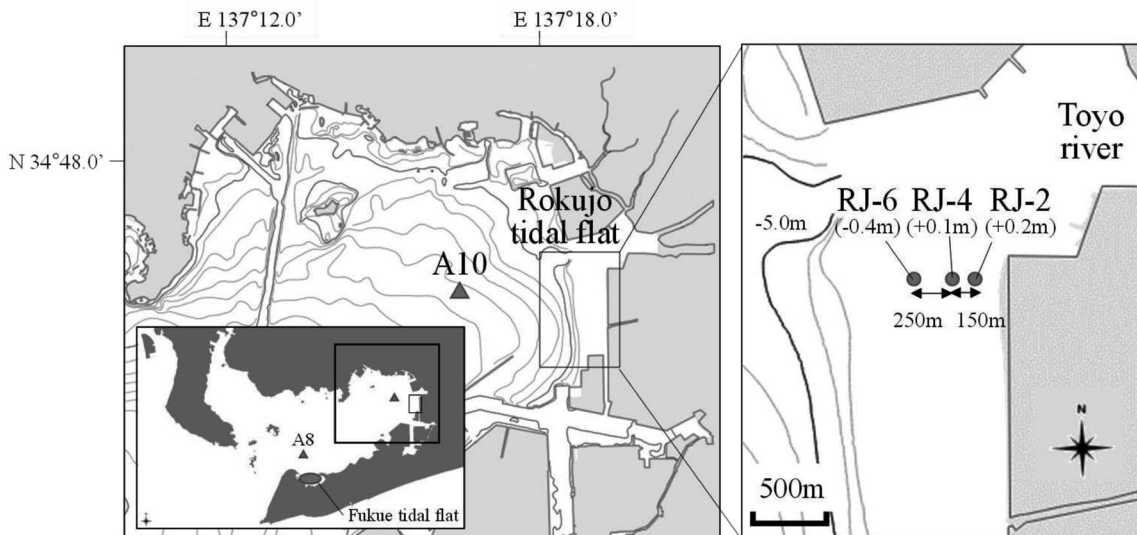 E 137°12.0’
E 137°18.0’
N 34°48.0’
Rokujo
tidal flat
A10
A8
Fukue tidal flat
Toyo
river
RJ-6 RJ-4 RJ-2
(-0.4m) (+0.1m) (+0.2m)
-5.0m
250m 150m
500m
N